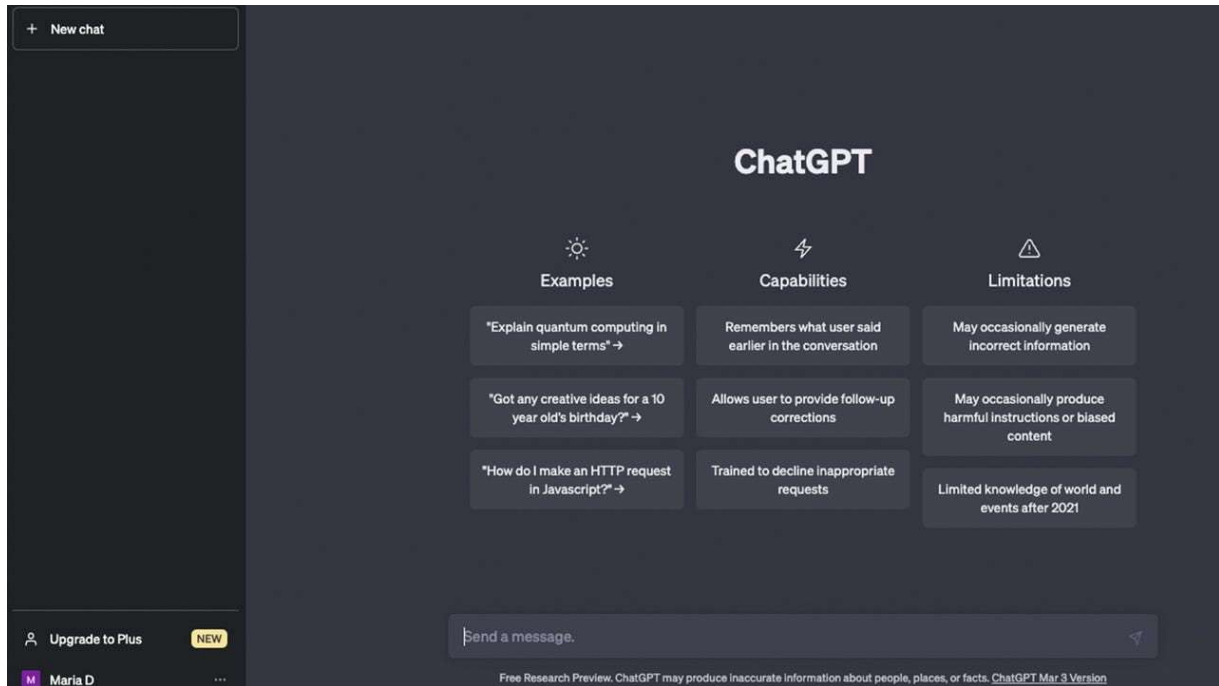 + New chat
ChatGPT
Examples
"Explain quantum computing in
simple terms" →
"Got any creative ideas for a 10
year old's birthday?" →
"How do I make an HTTP request
in Javascript?" →
Capabilities
Remembers what user said
earlier in the conversation
Allows user to provide follow-up
corrections
Trained to decline inappropriate
requests
Limitations
May occasionally generate
incorrect information
May occasionally produce
harmful instructions or biased
content
Limited knowledge of world and
events after 2021
Upgrade to Plus NEW
M Maria D ...
Send a message.
Free Research Preview. ChatGPT may produce inaccurate information about people, places, or facts. ChatGPT Mar 3 Version